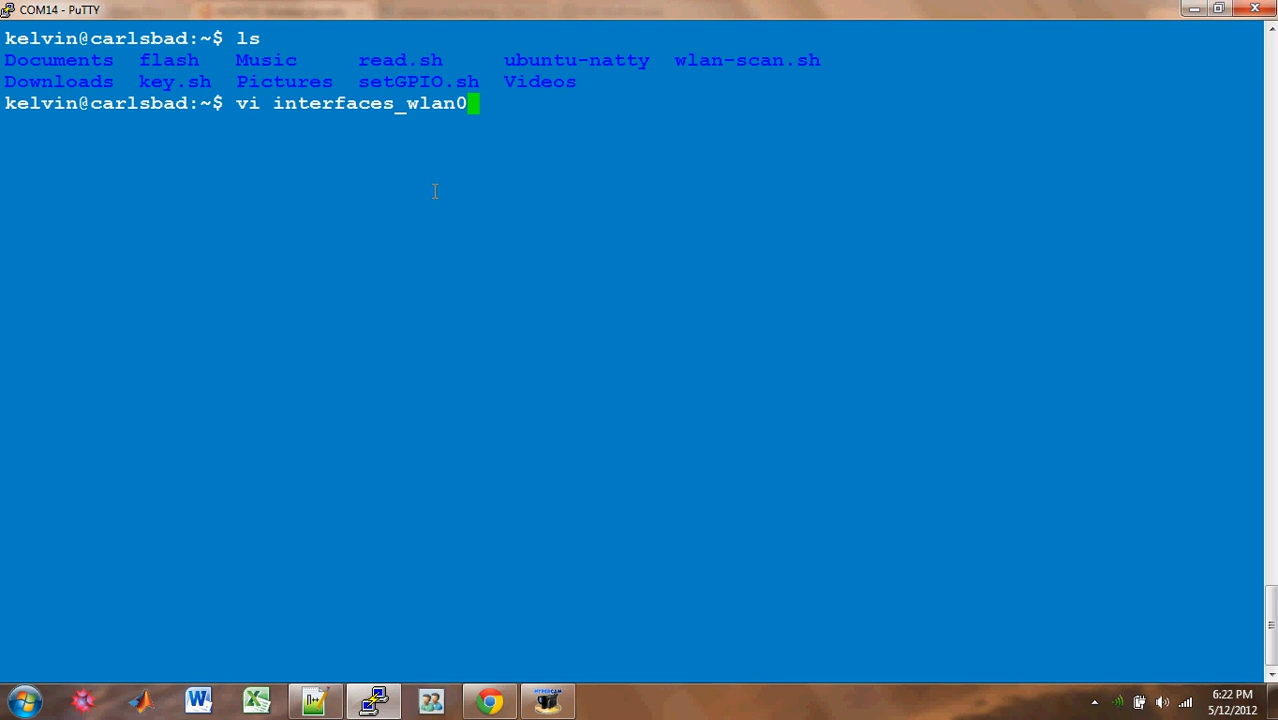 COM14 - PuTTY
kelvin@carlsbad:~$ ls
Documents flash Music read.sh ubuntu-natty wlan-scan.sh
Downloads key.sh Pictures setGPIO.sh Videos
kelvin@carlsbad:~$ vi interfaces_wlan0
6:22 PM
5/12/2012